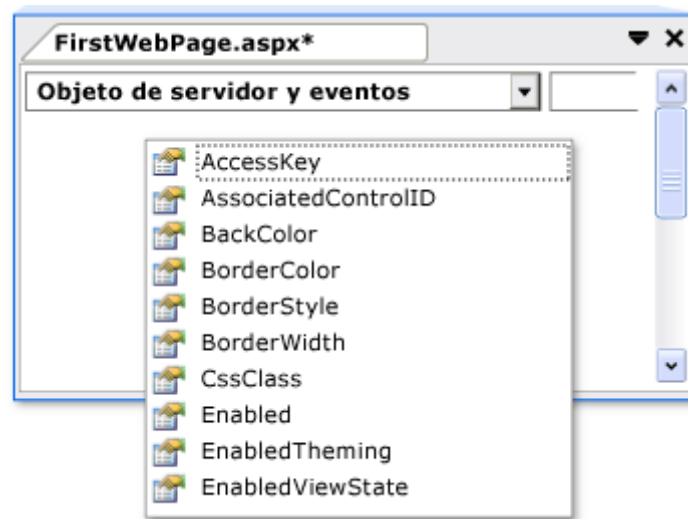 FirstWebPage.aspx*
Objeto de servidor y eventos
AccessKey
AssociatedControlID
BackColor
BorderColor
BorderStyle
BorderWidth
CssClass
Enabled
EnabledTheming
EnabledViewState